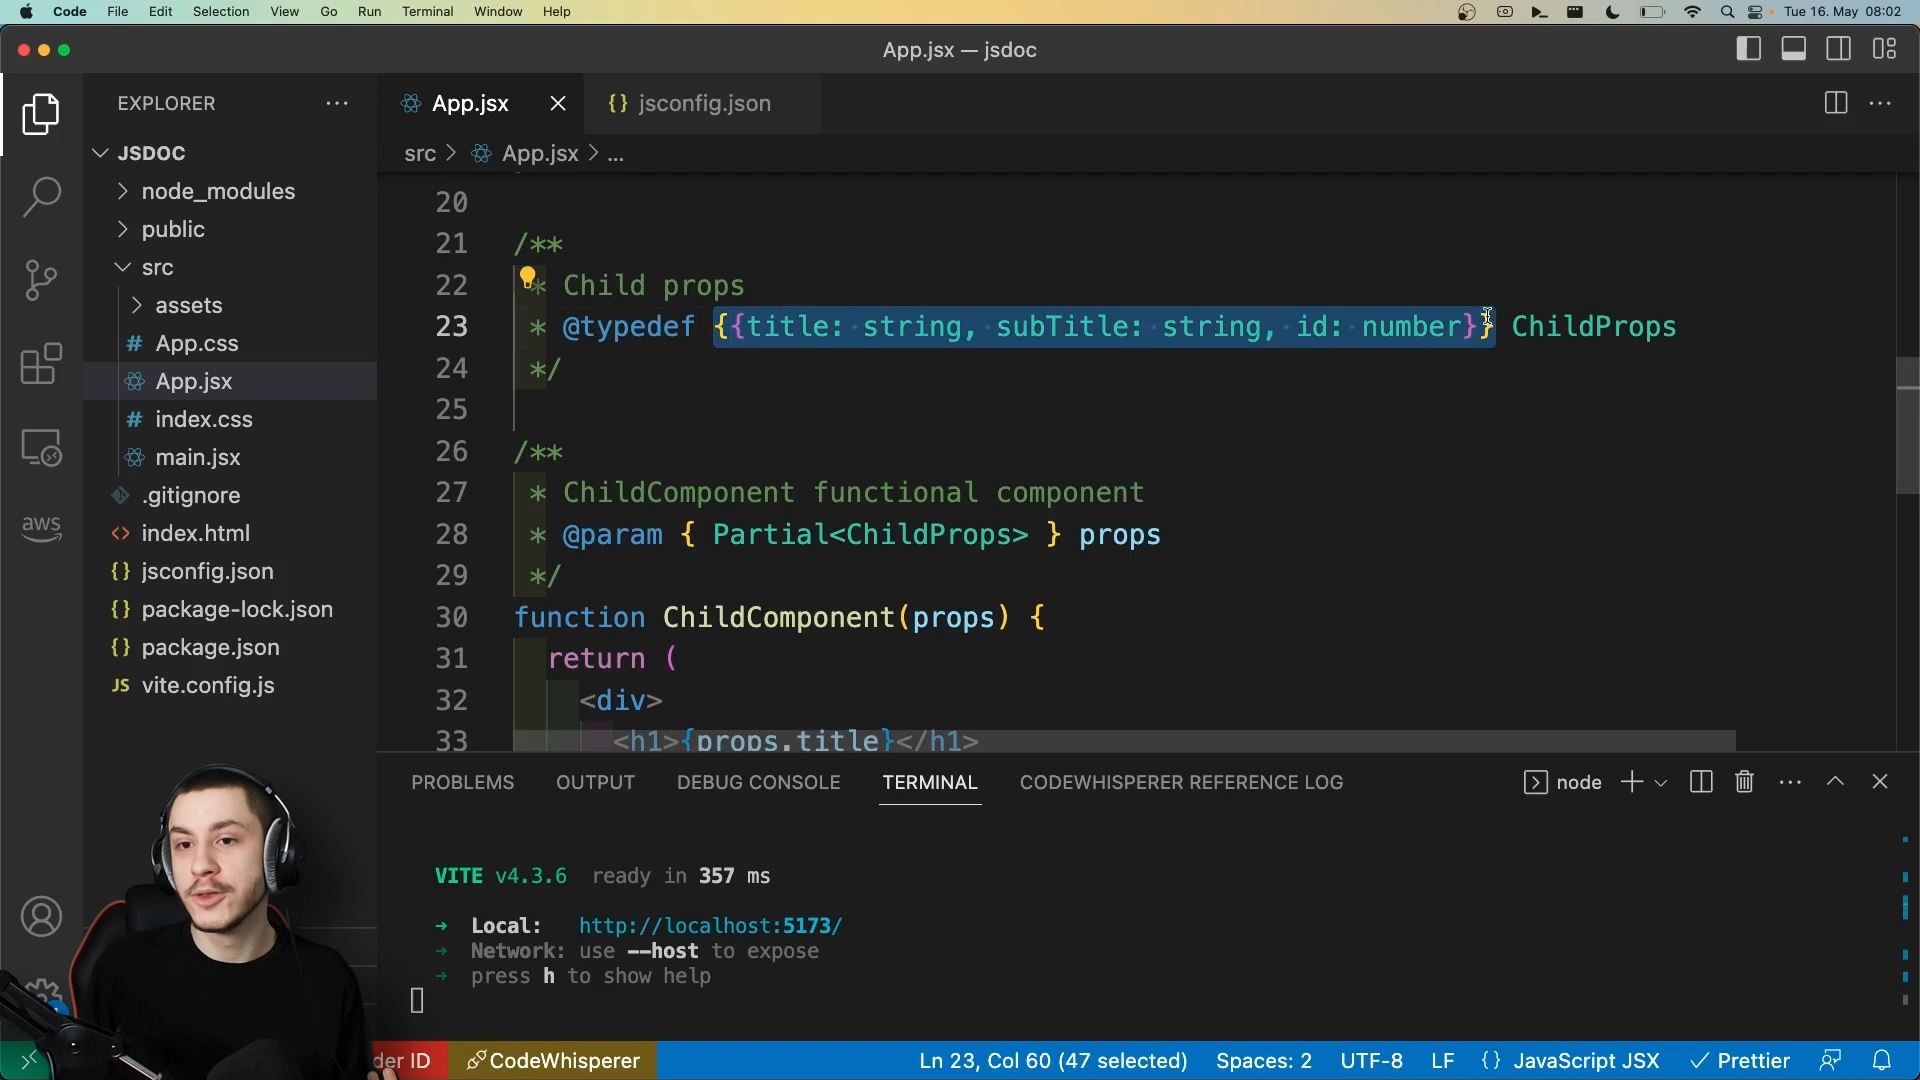 Code File Edit Selection View Go Run Terminal Window Help
Tue 16. May 08:02
App.jsx — jsdoc
EXPLORER
App.jsx
jsconfig.json
JSDOC
src > App.jsx > ...
node_modules
public
src
assets
App.css
App.jsx
index.css
main.jsx
.gitignore
index.html
jsconfig.json
package-lock.json
package.json
JS vite.config.js
aws
20
21 /**
22 * Child props
23 * @typedef {{title: string, subTitle: string, id: number}} ChildProps
24 */
25
26 /**
27 * ChildComponent functional component
28 * @param { Partial<ChildProps> } props
29 */
30 function ChildComponent(props) {
31 return (
32 <div>
33 <h1>{props.title}</h1>
PROBLEMS OUTPUT DEBUG CONSOLE TERMINAL CODEWHISPERER REFERENCE LOG
node
VITE v4.3.6 ready in 357 ms
➜ Local: http://localhost:5173/
➜ Network: use --host to expose
➜ press h to show help
der ID
CodeWhisperer
Ln 23, Col 60 (47 selected) Spaces: 2 UTF-8 LF {} JavaScript JSX Prettier